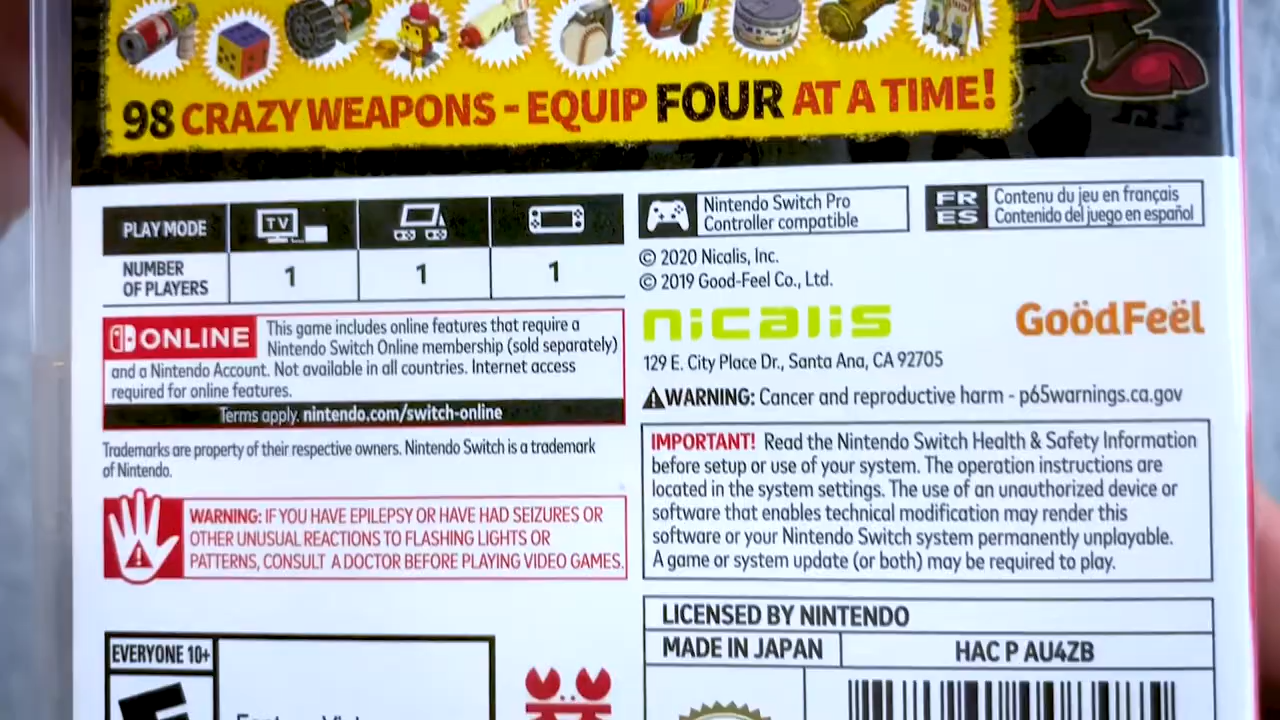 98 CRAZY WEAPONS - EQUIP FOUR AT A TIME!
PLAY MODE
TV
NUMBER
OF PLAYERS
1
1
1
Nintendo Switch Pro
Controller compatible
FR
ES
Contenu du jeu en français
Contenido del juego en español
© 2020 Nicalis, Inc.
© 2019 Good-Feel Co., Ltd.
nicalis
GoödFeël
129 E. City Place Dr., Santa Ana, CA 92705
WARNING: Cancer and reproductive harm - p65warnings.ca.gov
ONLINE
This game includes online features that require a
Nintendo Switch Online membership (sold separately)
and a Nintendo Account. Not available in all countries. Internet access
required for online features.
Terms apply. nintendo.com/switch-online
Trademarks are property of their respective owners. Nintendo Switch is a trademark
of Nintendo.
WARNING: IF YOU HAVE EPILEPSY OR HAVE HAD SEIZURES OR
OTHER UNUSUAL REACTIONS TO FLASHING LIGHTS OR
PATTERNS, CONSULT A DOCTOR BEFORE PLAYING VIDEO GAMES.
IMPORTANT! Read the Nintendo Switch Health & Safety Information
before setup or use of your system. The operation instructions are
located in the system settings. The use of an unauthorized device or
software that enables technical modification may render this
software or your Nintendo Switch system permanently unplayable.
A game or system update (or both) may be required to play.
LICENSED BY NINTENDO
MADE IN JAPAN
HAC P AU4ZB
EVERYONE 10+